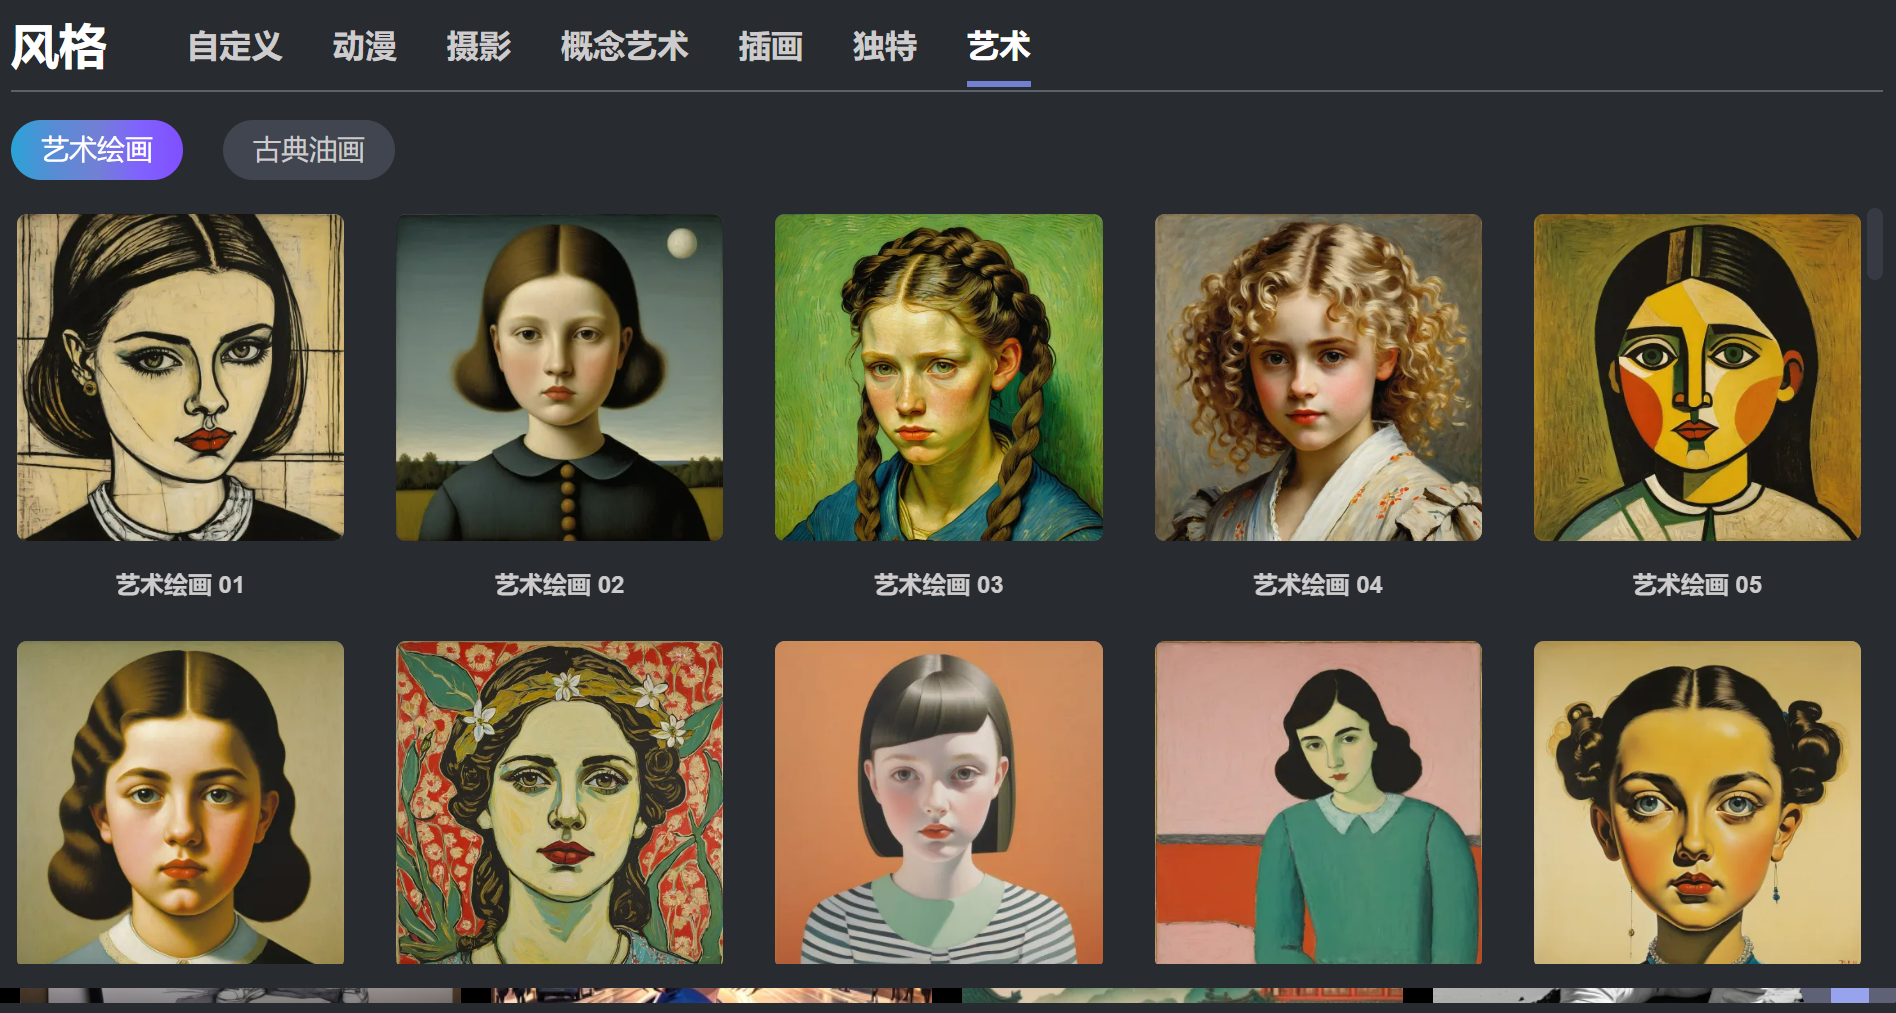 风格 自定义 动漫 摄影 概念艺术 插画 独特 艺术
艺术绘画 古典油画
艺术绘画 01 艺术绘画 02 艺术绘画 03 艺术绘画 04 艺术绘画 05